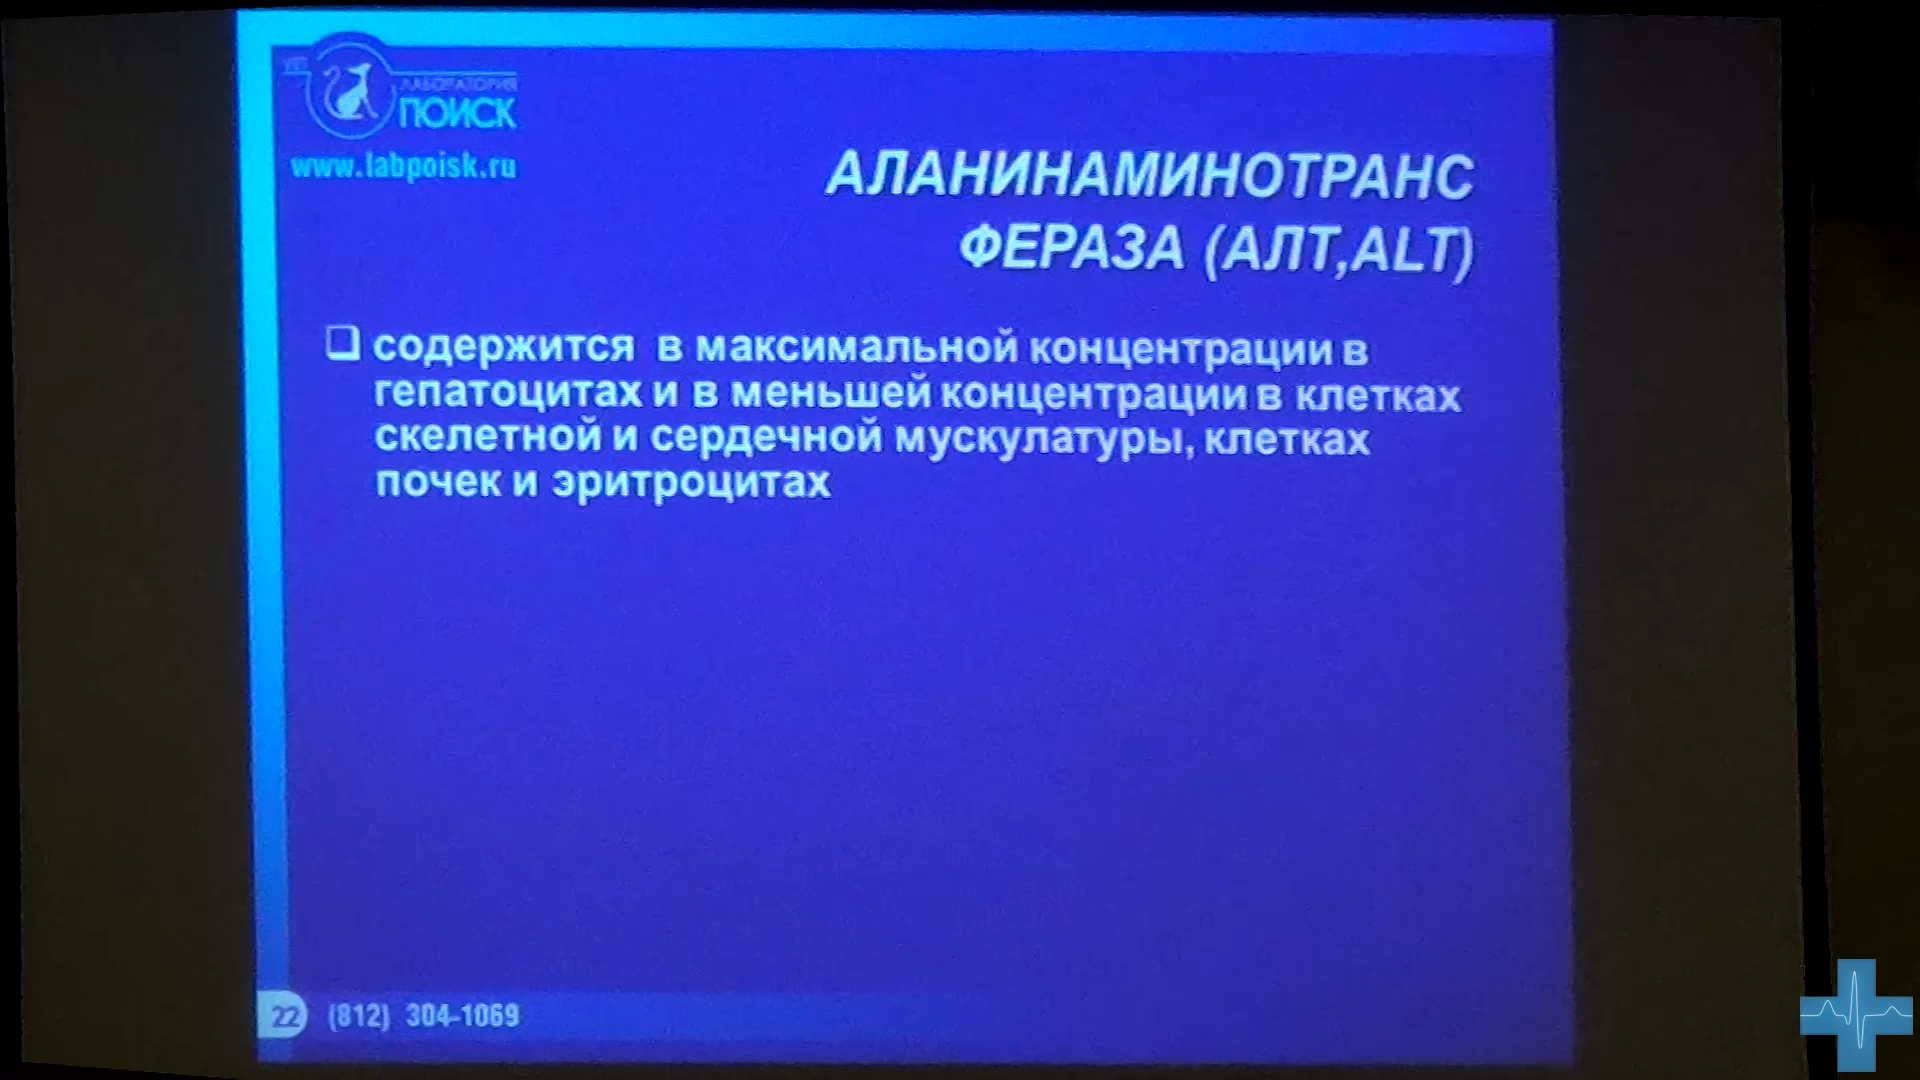 VET
ЛАБОРАТОРИЯ
ПОИСК
www.labpoisk.ru
АЛАНИНАМИНОТРАНС
ФЕРАЗА (АЛТ,ALT)
содержится в максимальной концентрации в
гепатоцитах и в меньшей концентрации в клетках
скелетной и сердечной мускулатуры, клетках
почек и эритроцитах
22 (812) 304-1069